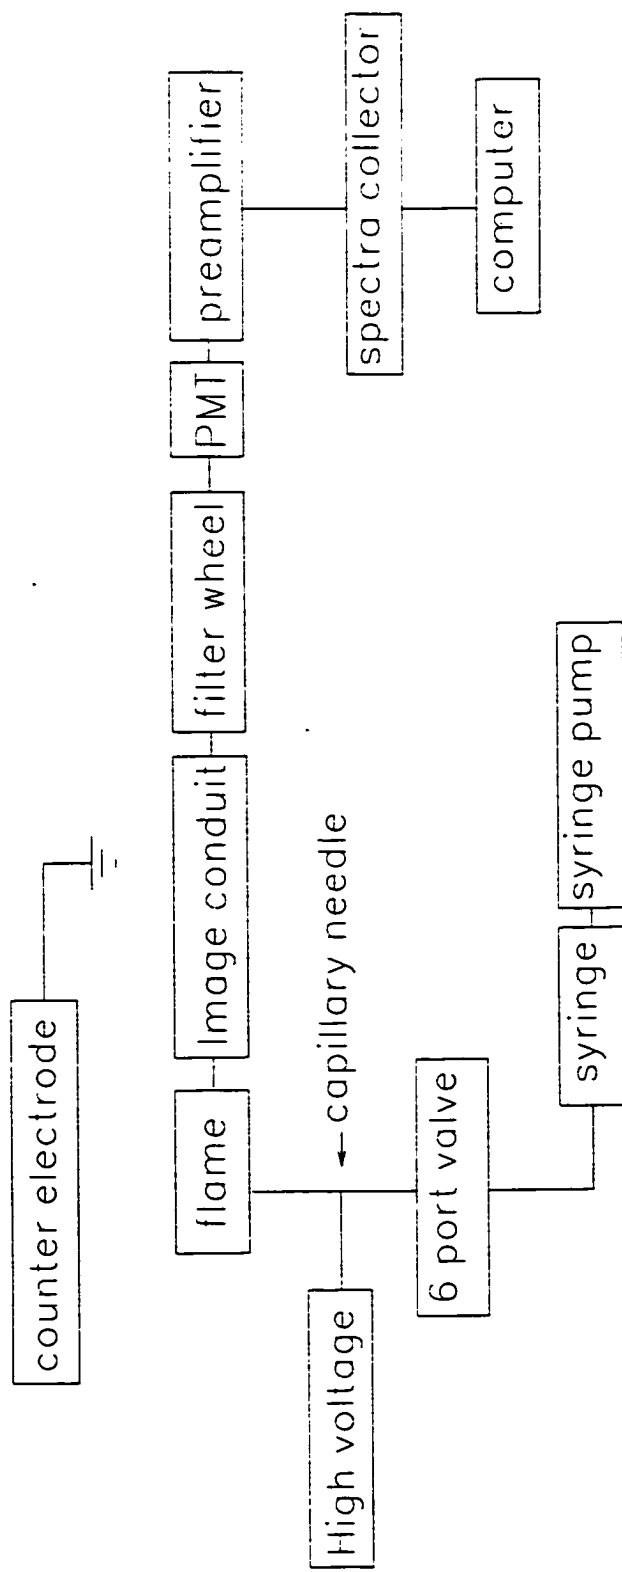 counter electrode
flame
Image conduit
filter wheel
PMT
preamplifier
High voltage
capillary needle
spectra collector
6 port valve
computer
syringe
syringe pump